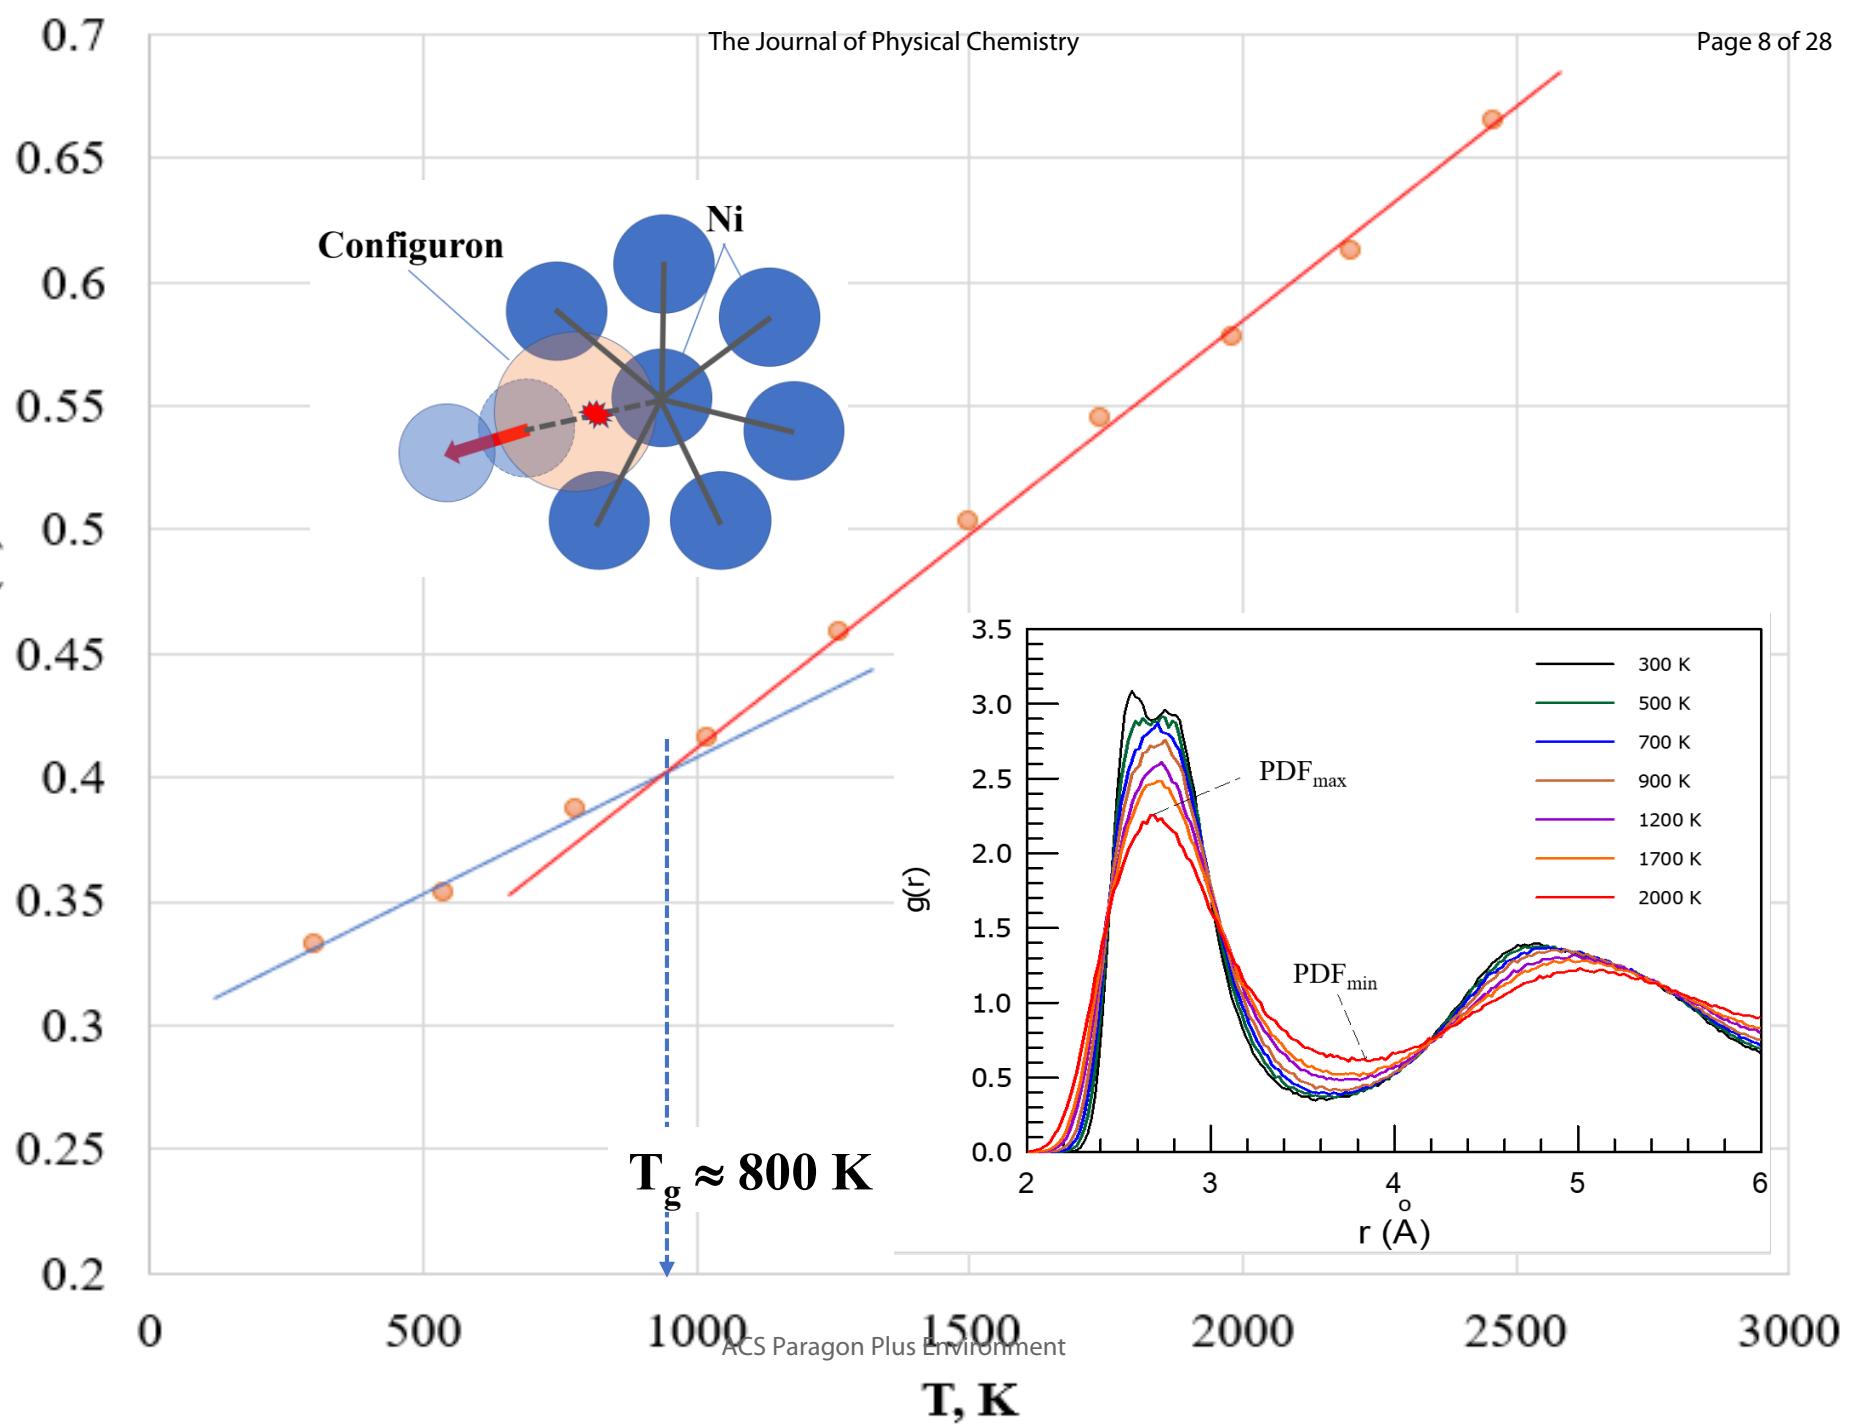 The Journal of Physical Chemistry
Page 8 of 28
0.7
0.65
0.6
0.55
0.5
0.45
0.4
0.35
0.3
0.25
0.2
Configuron
Ni
T_g ≈ 800 K
3.5
3.0
2.5
2.0
1.5
1.0
0.5
0.0
g(r)
300 K
500 K
700 K
900 K
1200 K
1700 K
2000 K
PDF_max
PDF_min
2 3 4 5 6
r (Å)
0 500 1000 1500 2000 2500 3000
ACS Paragon Plus Environment
T, K